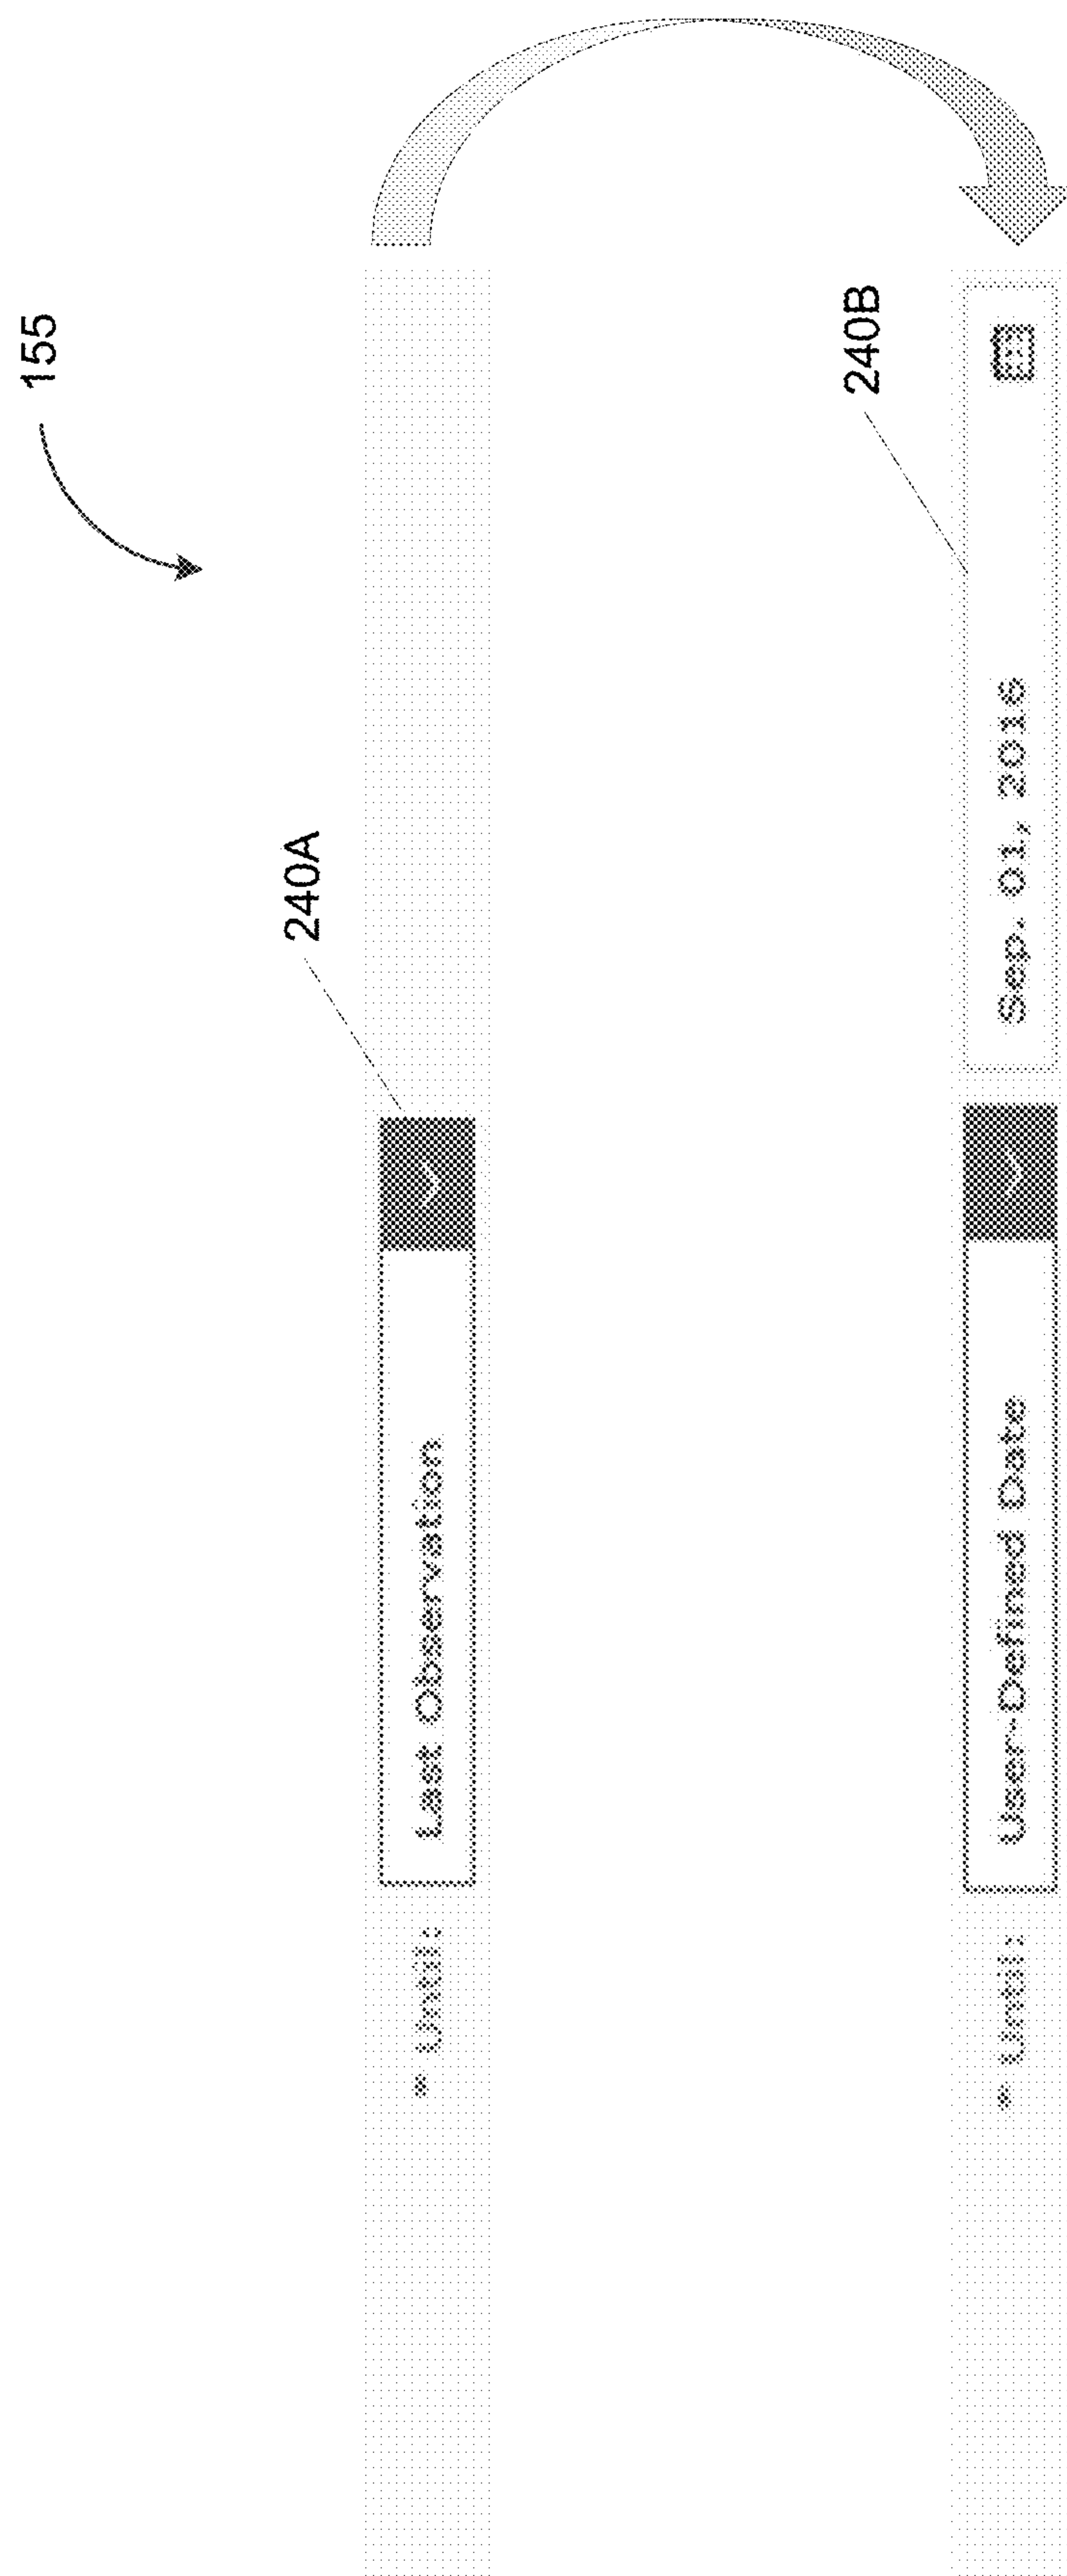 155
240A
* Until: Last Observation
240B
* Until: User-Defined Date Sep. 01, 2016